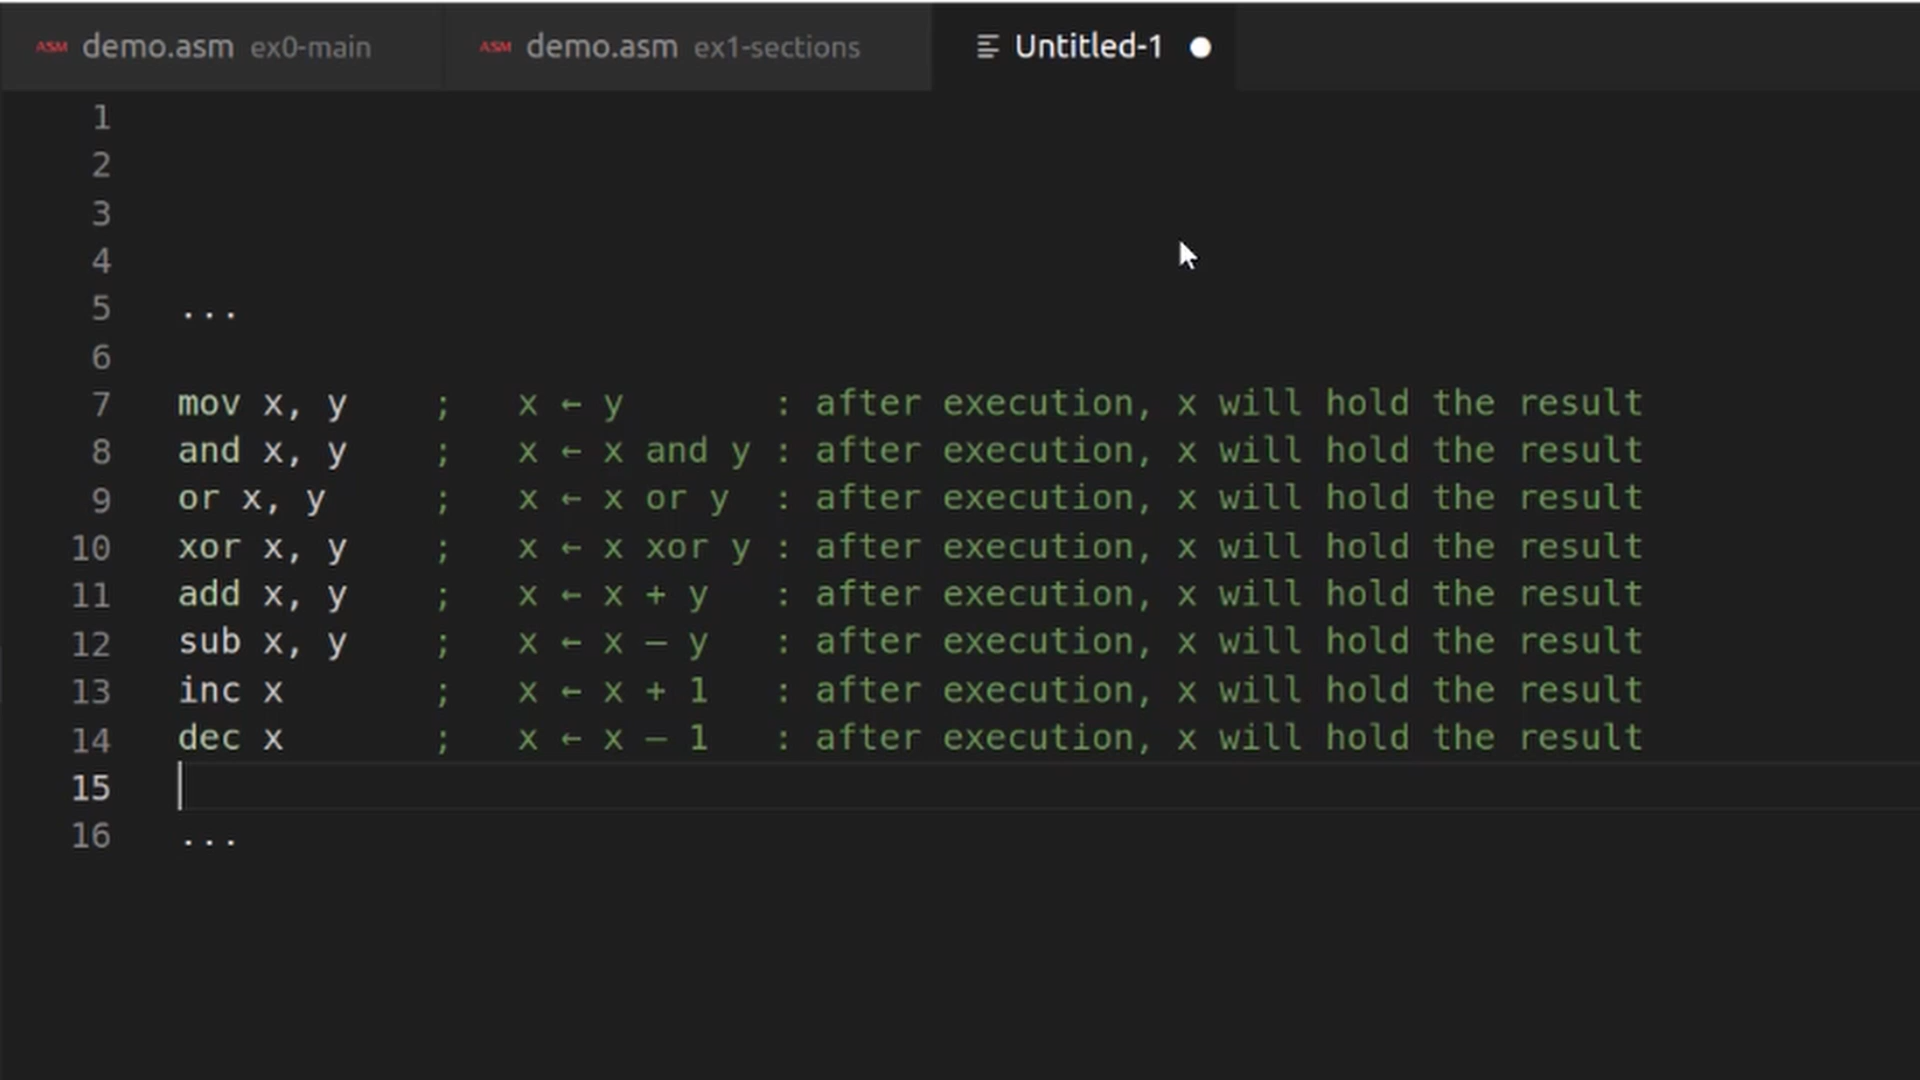 ASM demo.asm ex0-main ASM demo.asm ex1-sections Untitled-1
1
2
3
4
5 ...
6
7 mov x, y ; x ← y : after execution, x will hold the result
8 and x, y ; x ← x and y : after execution, x will hold the result
9 or x, y ; x ← x or y : after execution, x will hold the result
10 xor x, y ; x ← x xor y : after execution, x will hold the result
11 add x, y ; x ← x + y : after execution, x will hold the result
12 sub x, y ; x ← x – y : after execution, x will hold the result
13 inc x ; x ← x + 1 : after execution, x will hold the result
14 dec x ; x ← x – 1 : after execution, x will hold the result
15
16 ...